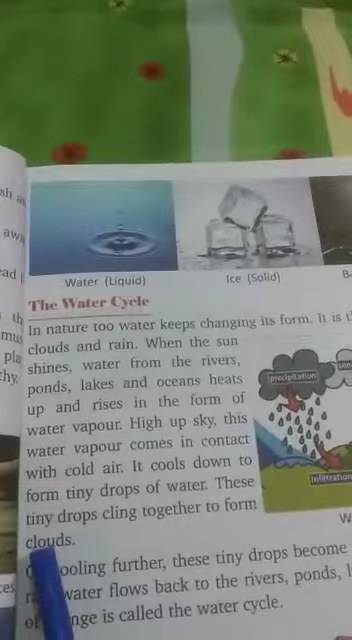 Water (Liquid)
Ice (Solid)
The Water Cycle
In nature too water keeps changing its form. It is
clouds and rain. When the sun
shines, water from the rivers,
ponds, lakes and oceans heats
up and rises in the form of
water vapour. High up sky, this
water vapour comes in contact
with cold air. It cools down to
form tiny drops of water. These
tiny drops cling together to form
clouds.
precipitation
Infiltration
further, these tiny drops become
water flows back to the rivers, ponds,
is called the water cycle.